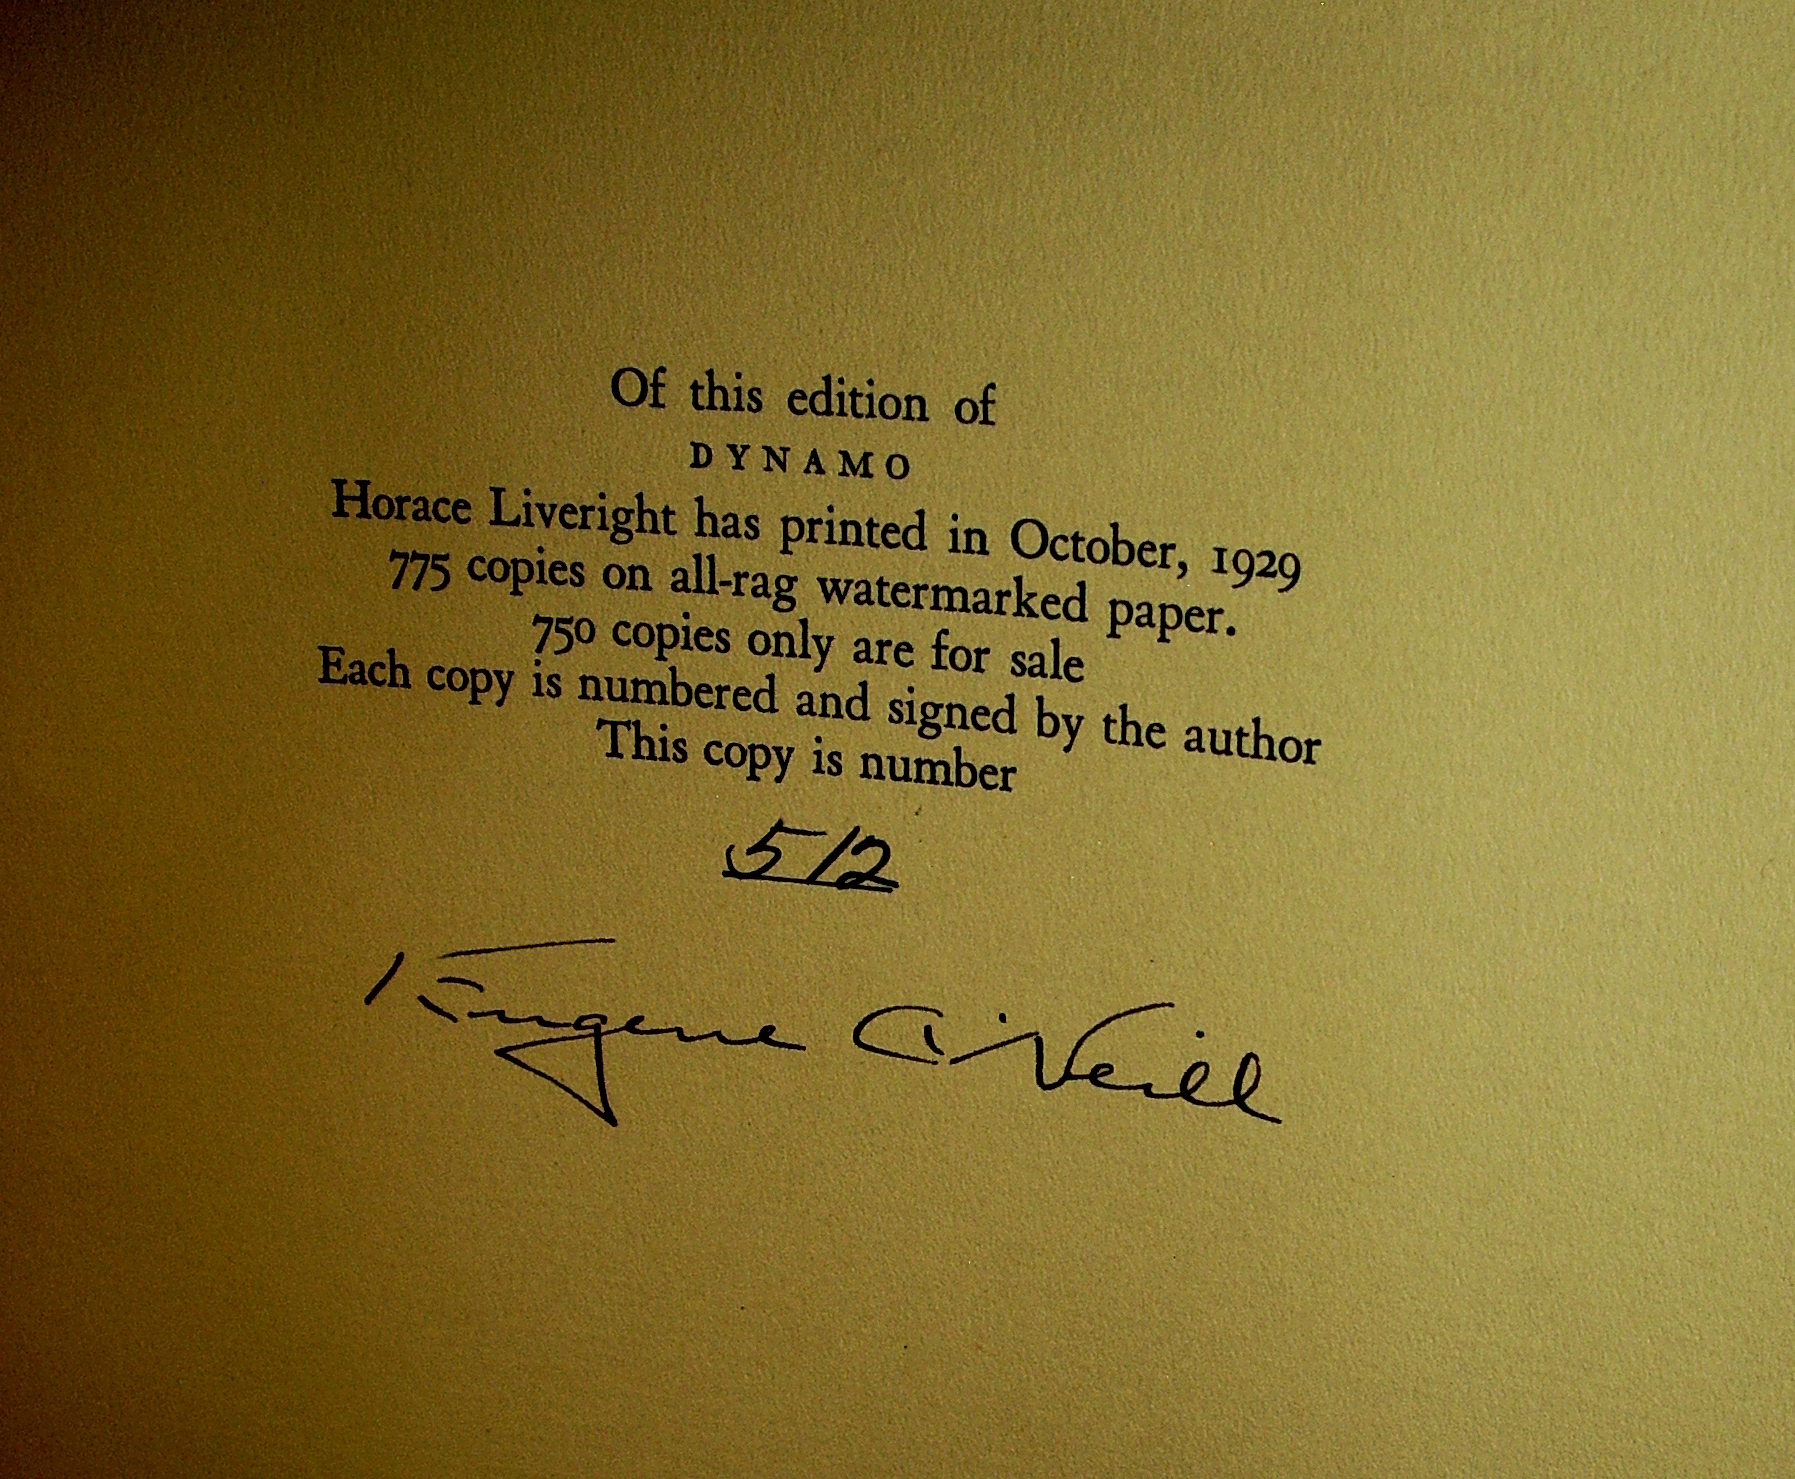 Of this edition of
DYNAMO
Horace Liveright has printed in October, 1929
775 copies on all-rag watermarked paper.
750 copies only are for sale
Each copy is numbered and signed by the author
This copy is number
512
Eugene O'Neill